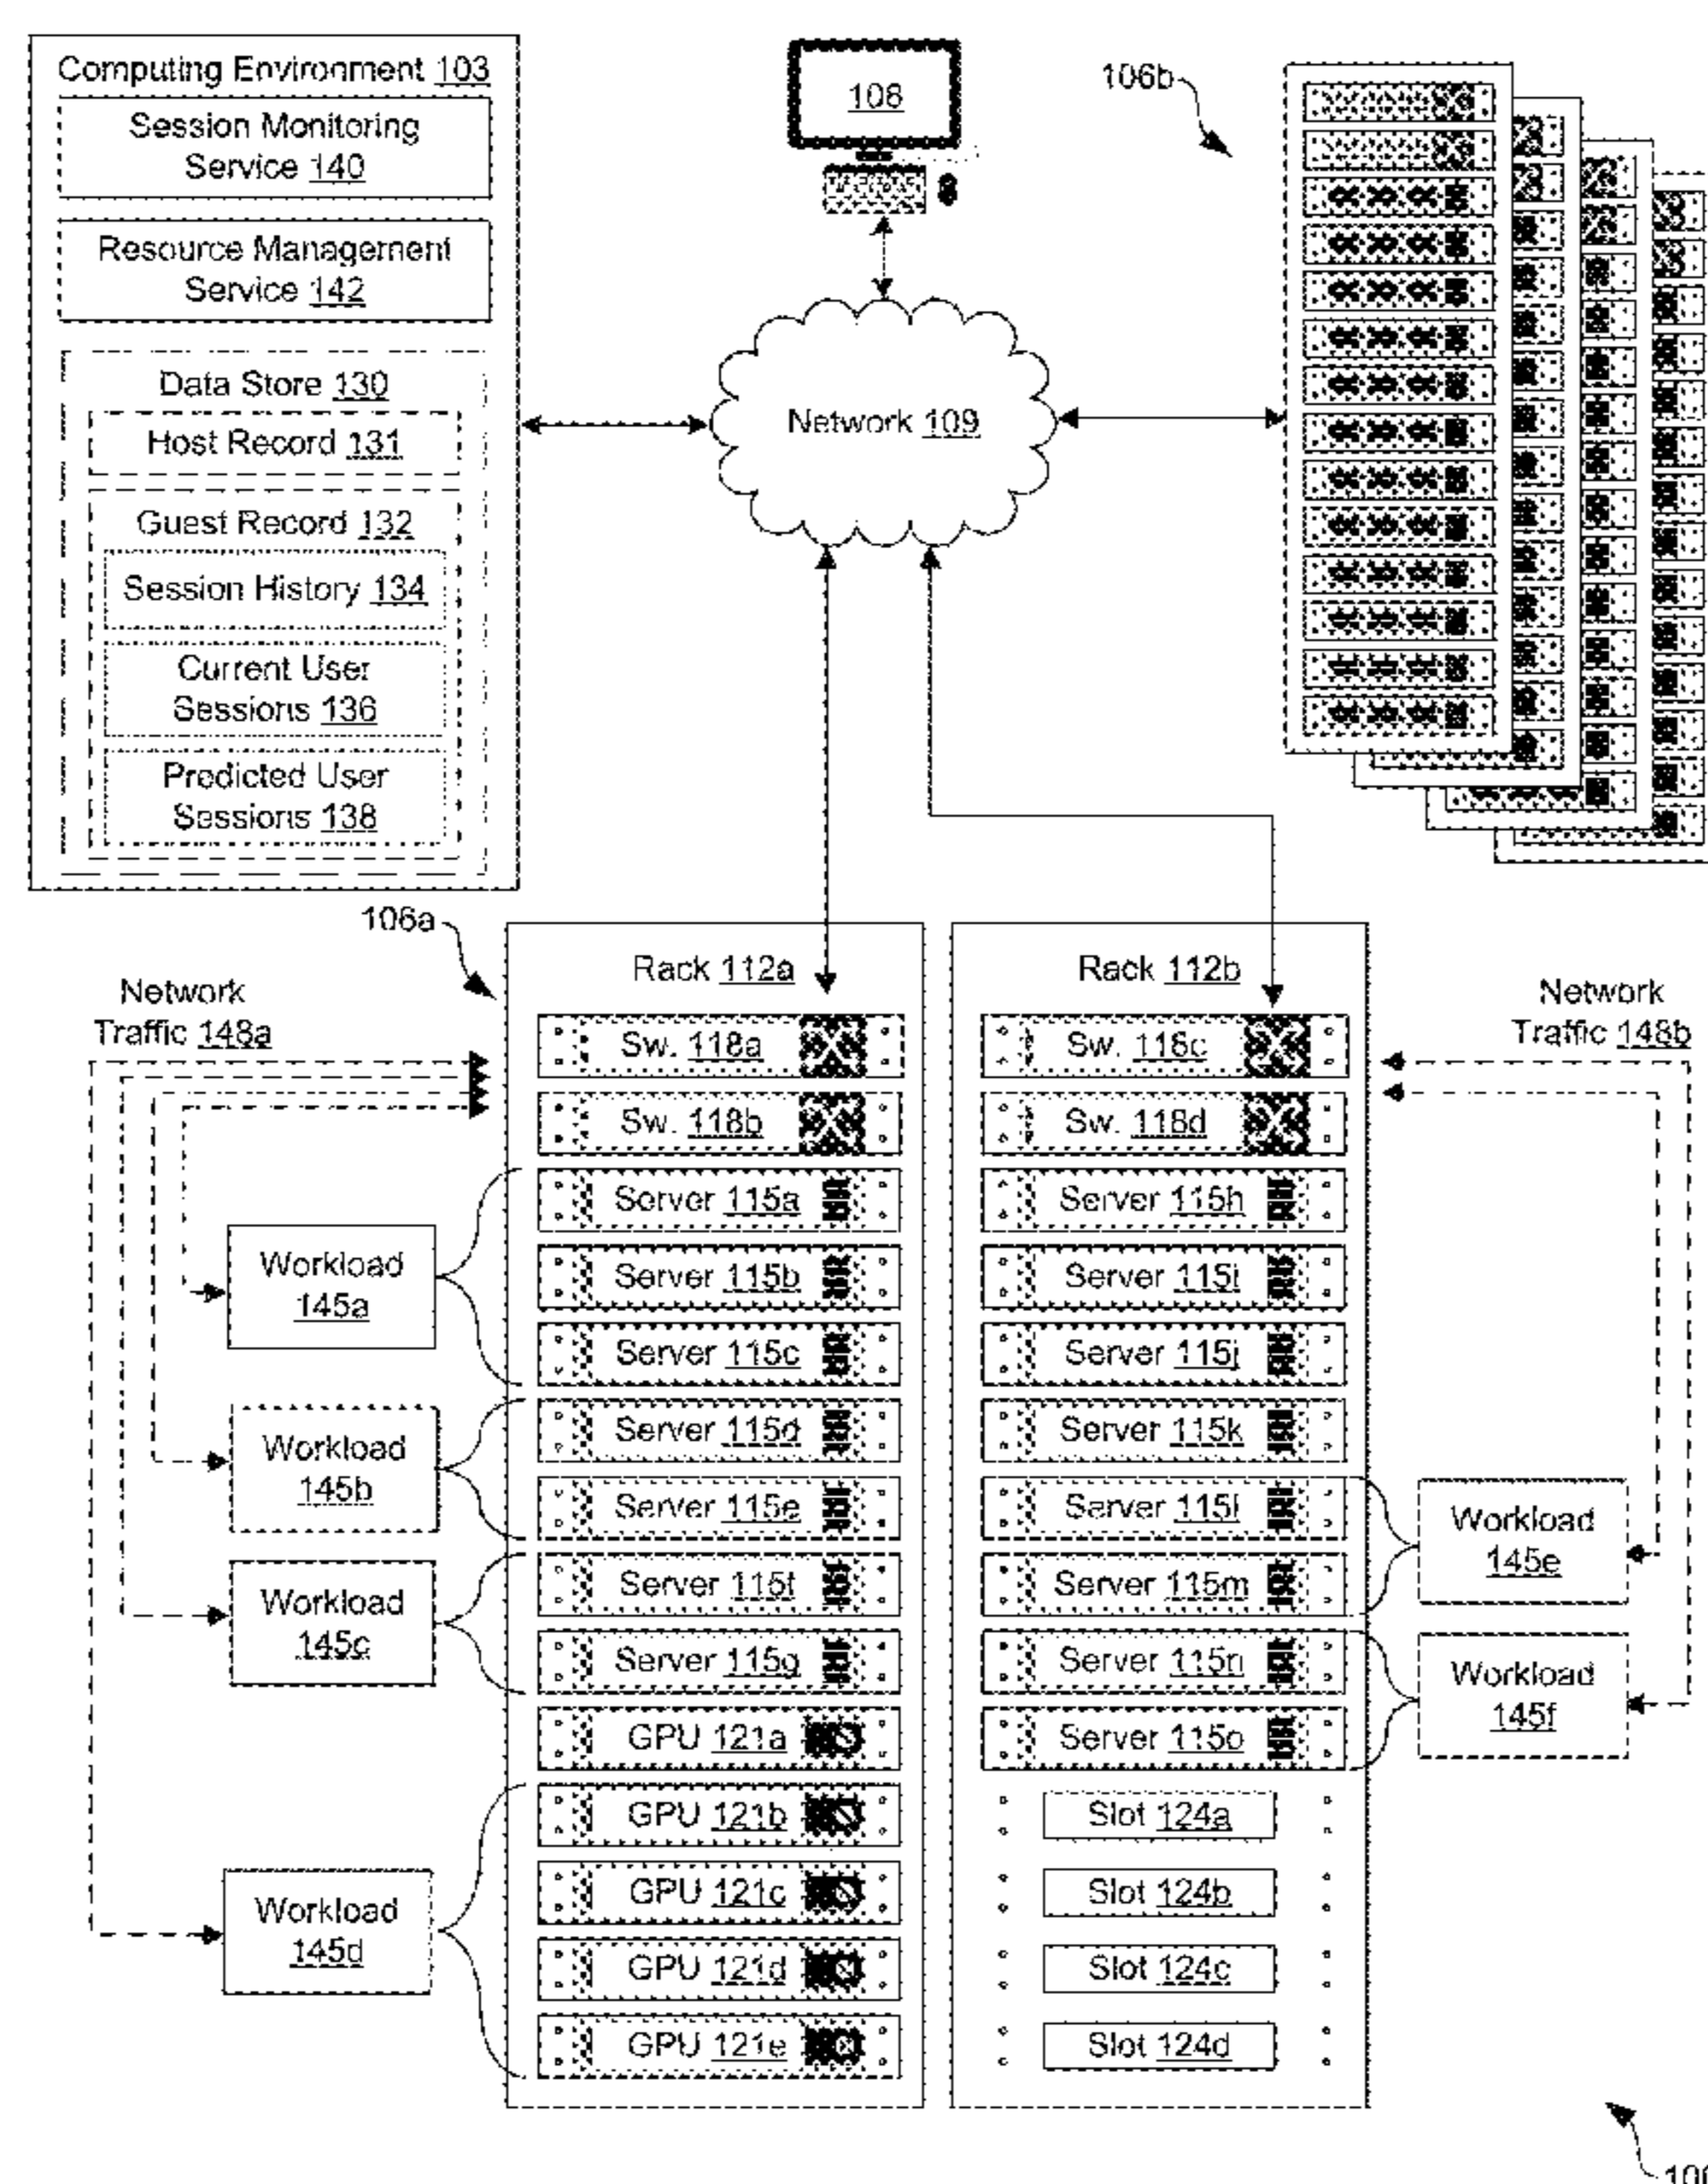 Computing Environment 103
Session Monitoring
Service 140
Resource Management
Service 142
Data Store 130
Host Record 131
Guest Record 132
Session History 134
Current User
Sessions 136
Predicted User
Sessions 138
108
106b
Network 109
106a
Network
Traffic 148a
Rack 112a
Sw. 118a
Sw. 118b
Server 115a
Server 115b
Server 115c
Server 115d
Server 115e
Server 115f
Server 115g
GPU 121a
GPU 121b
GPU 121c
GPU 121d
GPU 121e
Workload
145a
Workload
145b
Workload
145c
Workload
145d
Rack 112b
Sw. 118c
Sw. 118d
Server 115h
Server 115i
Server 115j
Server 115k
Server 115l
Server 115m
Server 115n
Server 115o
Slot 124a
Slot 124b
Slot 124c
Slot 124d
Network
Traffic 148b
Workload
145e
Workload
145f
100